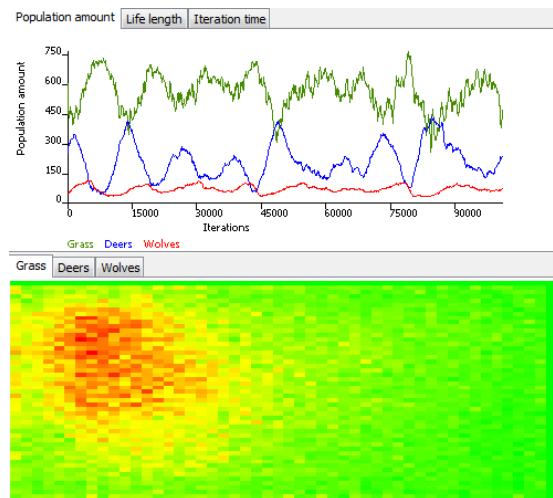 Population amount Life length Iteration time
Population amount
750
600
450
300
150
0
0 15000 30000 45000 60000 75000 90000
Iterations
Grass Deers Wolves
Grass Deers Wolves